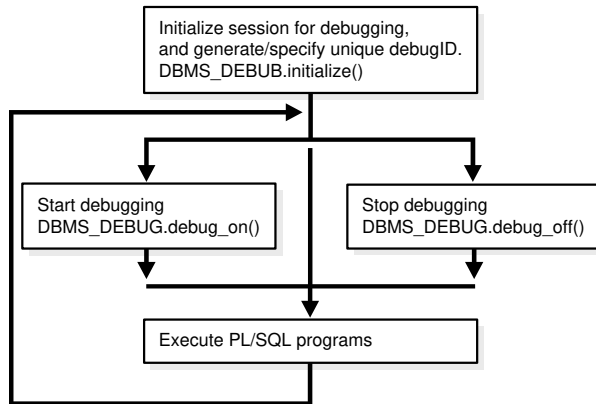 Initialize session for debugging,
and generate/specify unique debugID.
DBMS_DEBUB.initialize()
Start debugging
DBMS_DEBUG.debug_on()
Stop debugging
DBMS_DEBUG.debug_off()
Execute PL/SQL programs